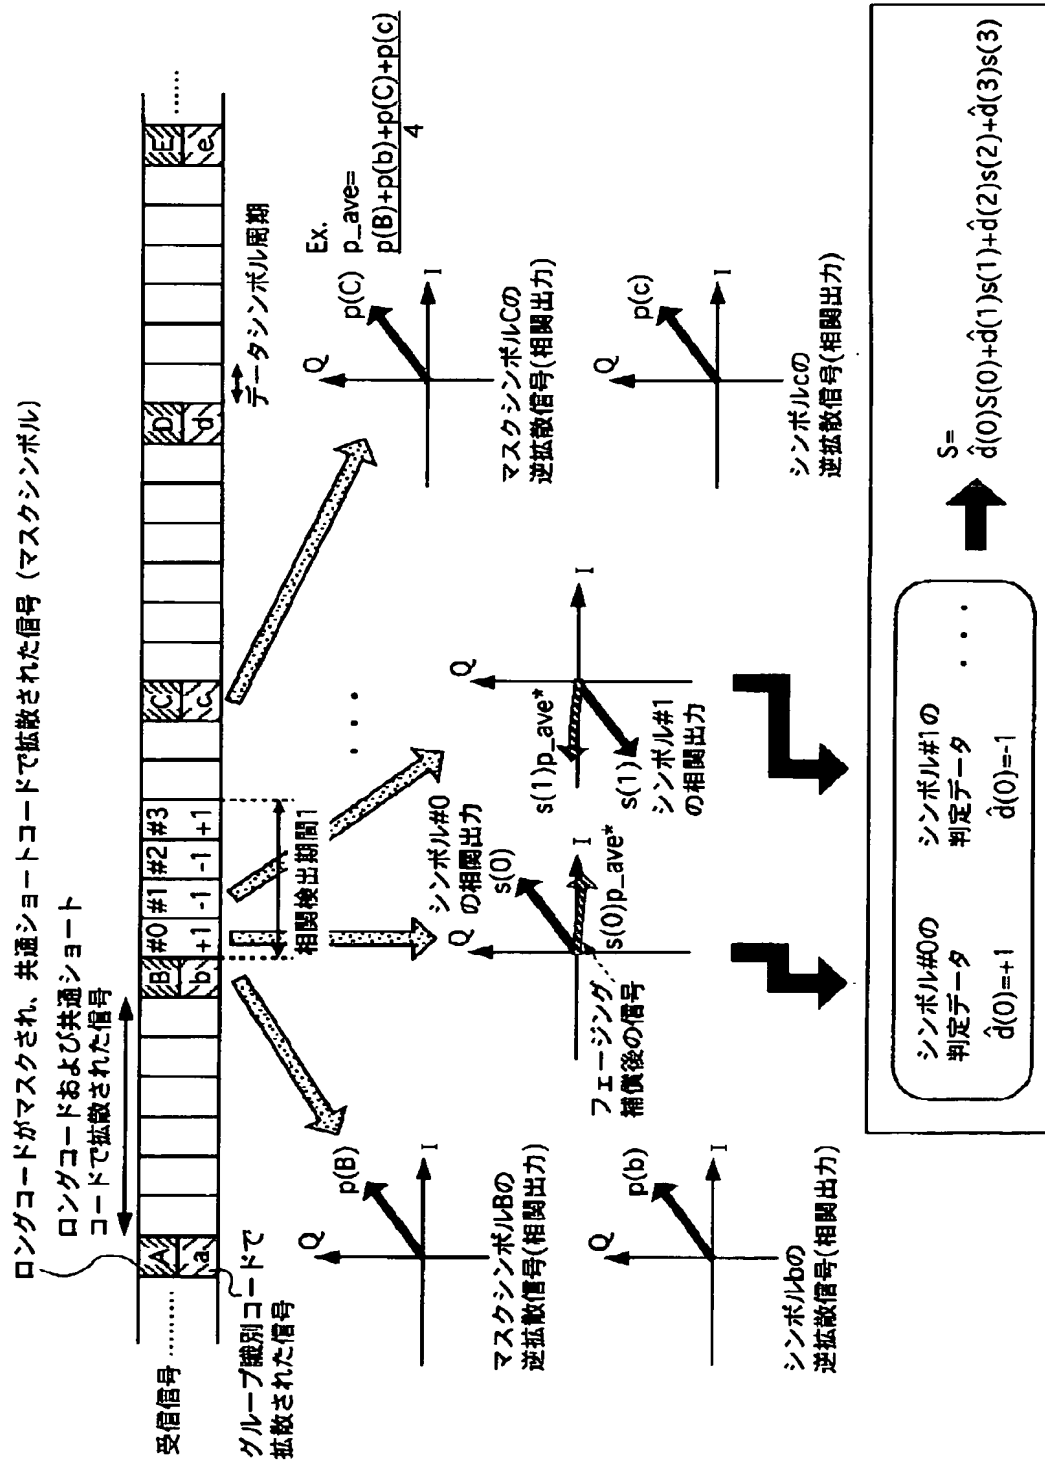 ロングコードがマスクされ、共通ショートコードで拡散された信号 (マスクシンボル)
ロングコードおよび共通ショート
コードで拡散された信号
受信信号 ………
A
a
B
b
#0 #1 #2 #3
+1 -1 -1 +1
C
c
D
d
E
e
……
グループ識別コードで
拡散された信号
相関検出期間1
データシンボル周期
Ex.
p_ave=
p(B)+p(b)+p(C)+p(c)
4
Q
p(B)
I
マスクシンボルBの
逆拡散信号(相関出力)
シンボル#0
の相関出力
Q
s(0)
I
s(0)p_ave*
フェージング
補償後の信号
・・・
Q
I
s(1)p_ave*
s(1)
シンボル#1
の相関出力
Q
p(C)
I
マスクシンボルCの
逆拡散信号(相関出力)
Q
p(b)
I
シンボルbの
逆拡散信号(相関出力)
Q
p(c)
I
シンボルcの
逆拡散信号(相関出力)
シンボル#0の
判定データ
d̂(0)=+1
シンボル#1の
判定データ
d̂(0)=-1
・・・
S=
d̂(0)S(0)+d̂(1)s(1)+d̂(2)s(2)+d̂(3)s(3)